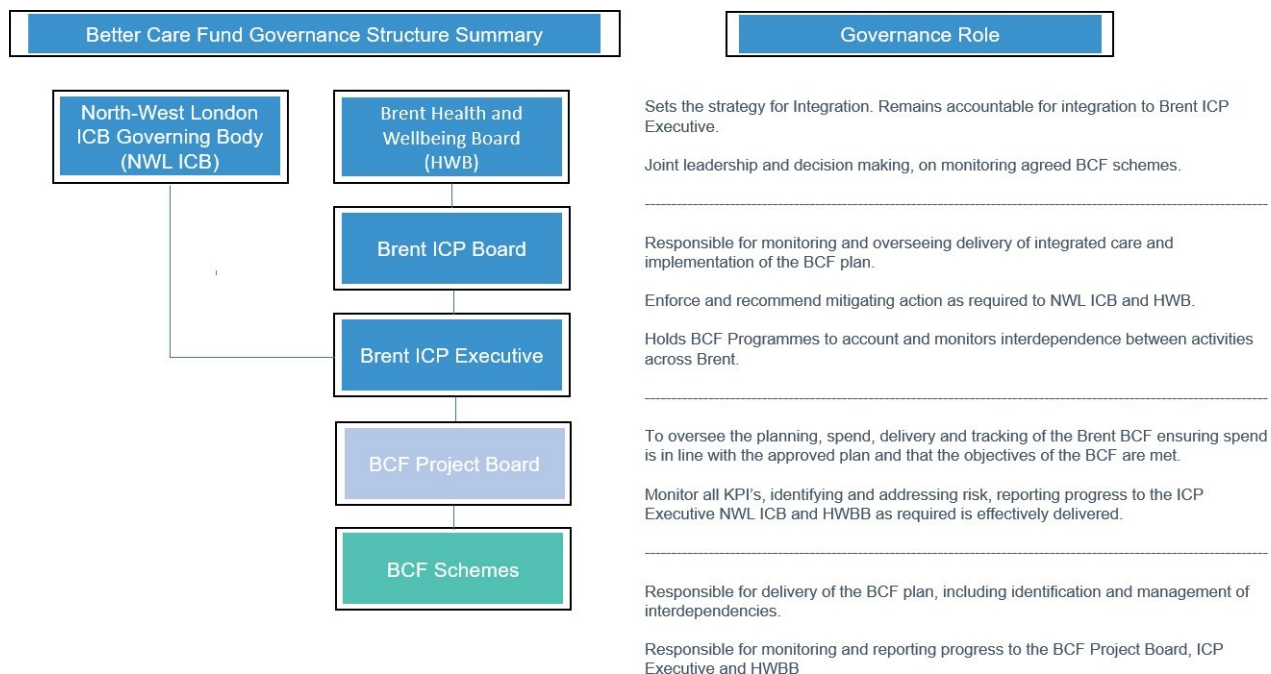 Better Care Fund Governance Structure Summary
Governance Role
North-West London
ICB Governing Body
(NWL ICB)
Brent Health and
Wellbeing Board
(HWB)
Brent ICP Board
Brent ICP Executive
BCF Project Board
BCF Schemes
Sets the strategy for Integration. Remains accountable for integration to Brent ICP
Executive.
Joint leadership and decision making, on monitoring agreed BCF schemes.
Responsible for monitoring and overseeing delivery of integrated care and
implementation of the BCF plan.
Enforce and recommend mitigating action as required to NWL ICB and HWB.
Holds BCF Programmes to account and monitors interdependence between activities
across Brent.
To oversee the planning, spend, delivery and tracking of the Brent BCF ensuring spend
is in line with the approved plan and that the objectives of the BCF are met.
Monitor all KPI's, identifying and addressing risk, reporting progress to the ICP
Executive NWL ICB and HWBB as required is effectively delivered.
Responsible for delivery of the BCF plan, including identification and management of
interdependencies.
Responsible for monitoring and reporting progress to the BCF Project Board, ICP
Executive and HWBB